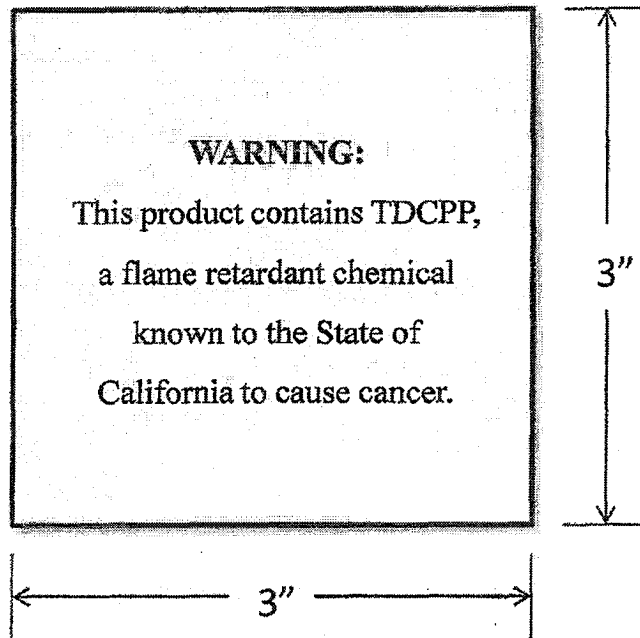 WARNING:
This product contains TDCPP,
a flame retardant chemical
known to the State of
California to cause cancer.
3”
3”